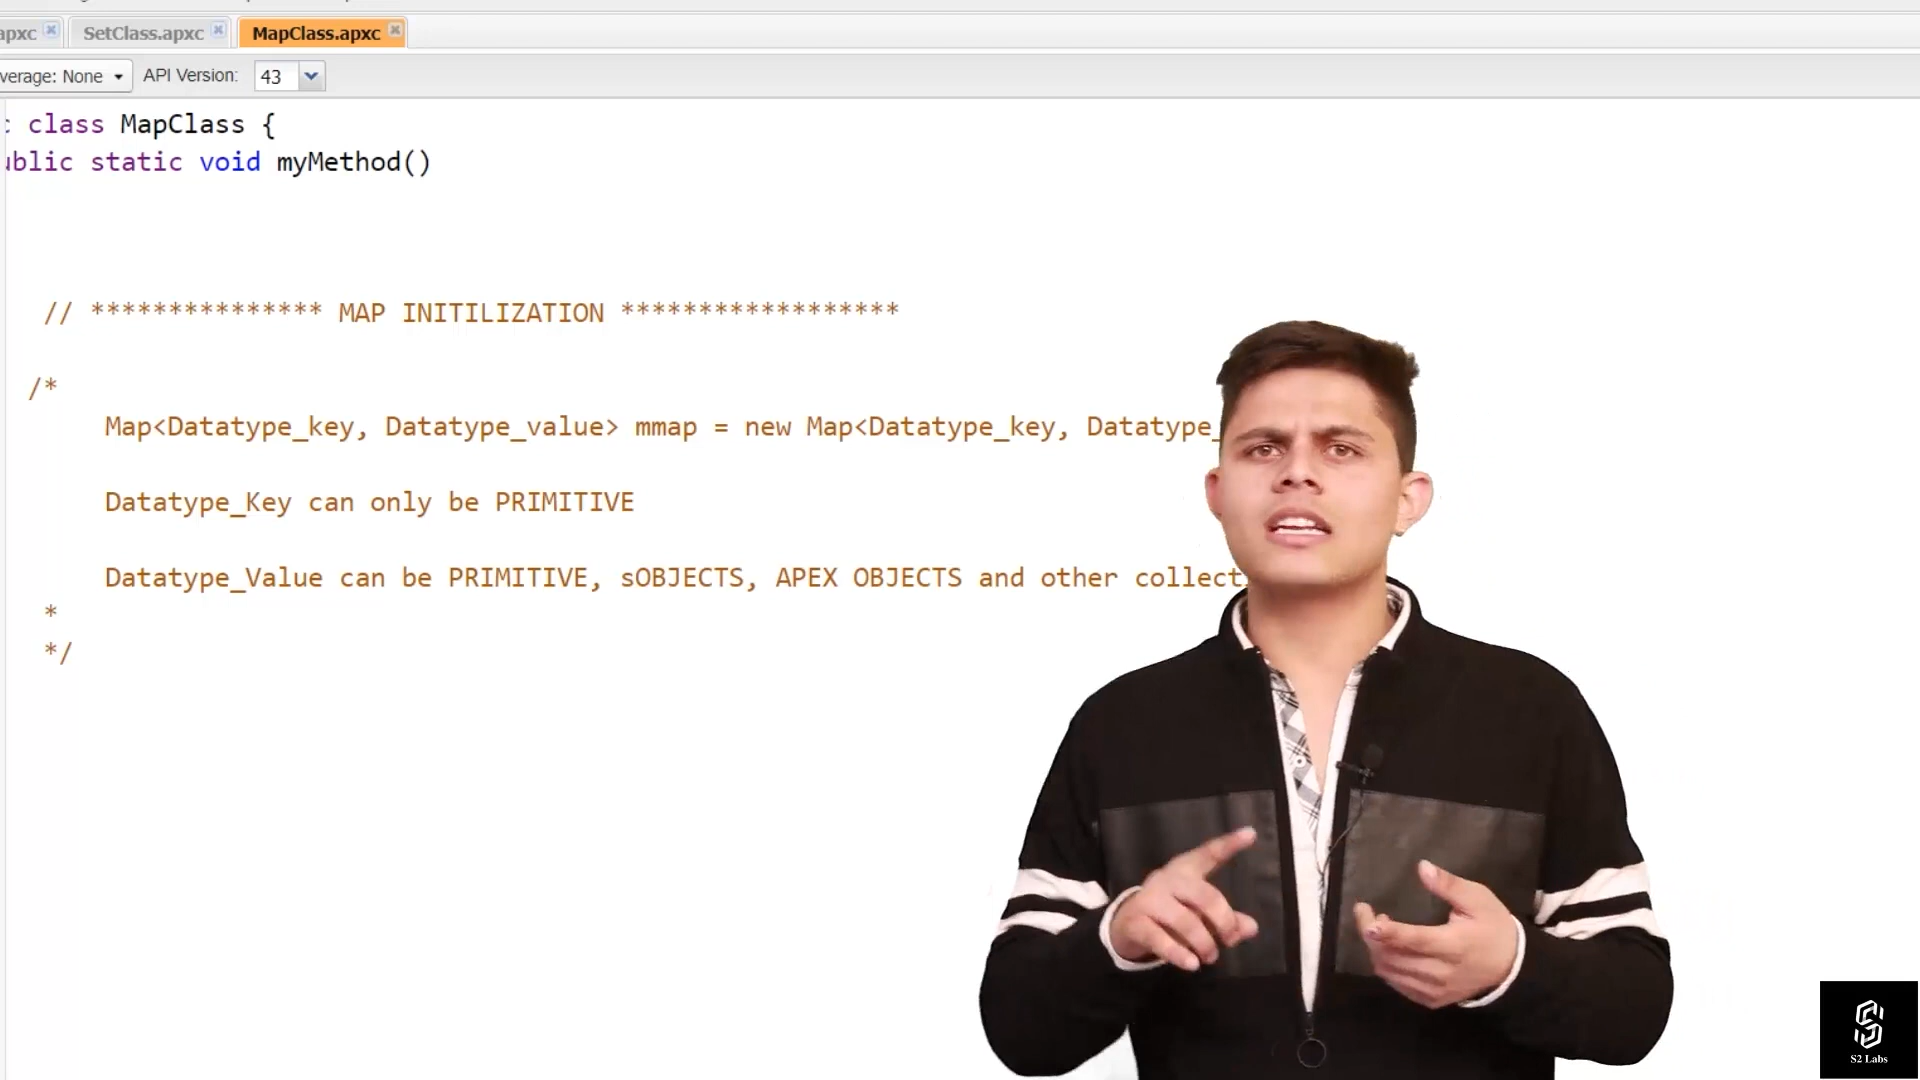 apxc SetClass.apxc MapClass.apxc
verage: None API Version: 43
class MapClass {
ublic static void myMethod()
// *************** MAP INITILIZATION ******************
/*
Map<Datatype_key, Datatype_value> mmap = new Map<Datatype_key, Datatype_
Datatype_Key can only be PRIMITIVE
Datatype_Value can be PRIMITIVE, sOBJECTS, APEX OBJECTS and other collect
*
*/
S2 Labs